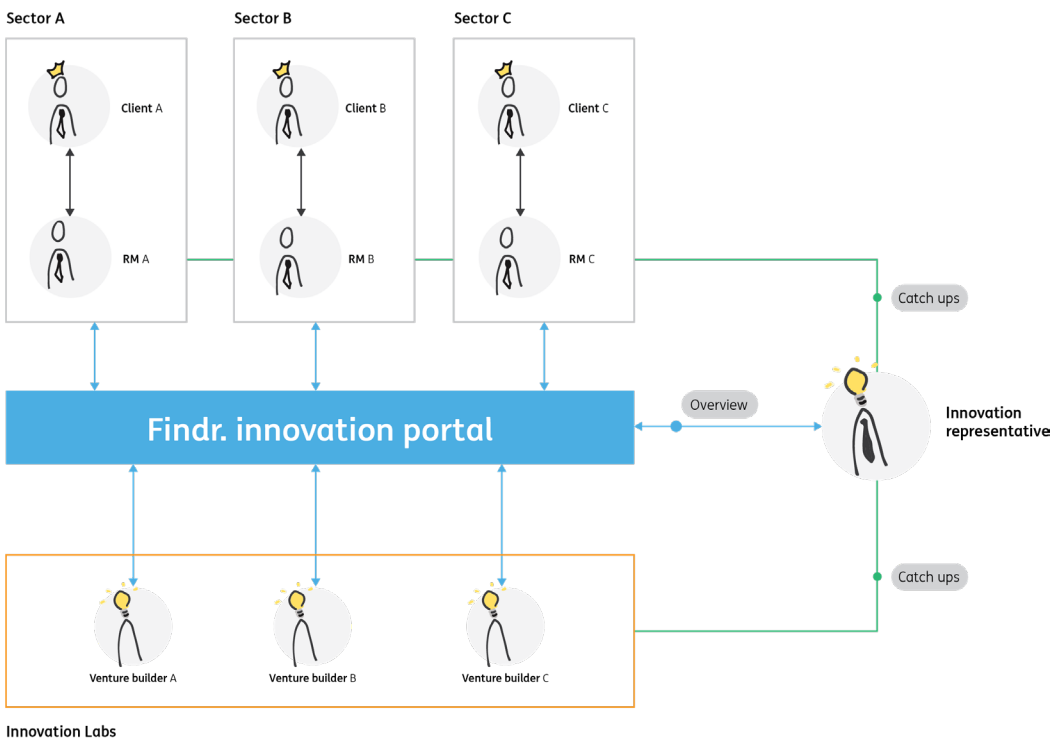 Sector A
Sector B
Sector C
Client A
Client B
Client C
RM A
RM B
RM C
Catch ups
Findr. innovation portal
Overview
Innovation
representative
Catch ups
Venture builder A
Venture builder B
Venture builder C
Innovation Labs